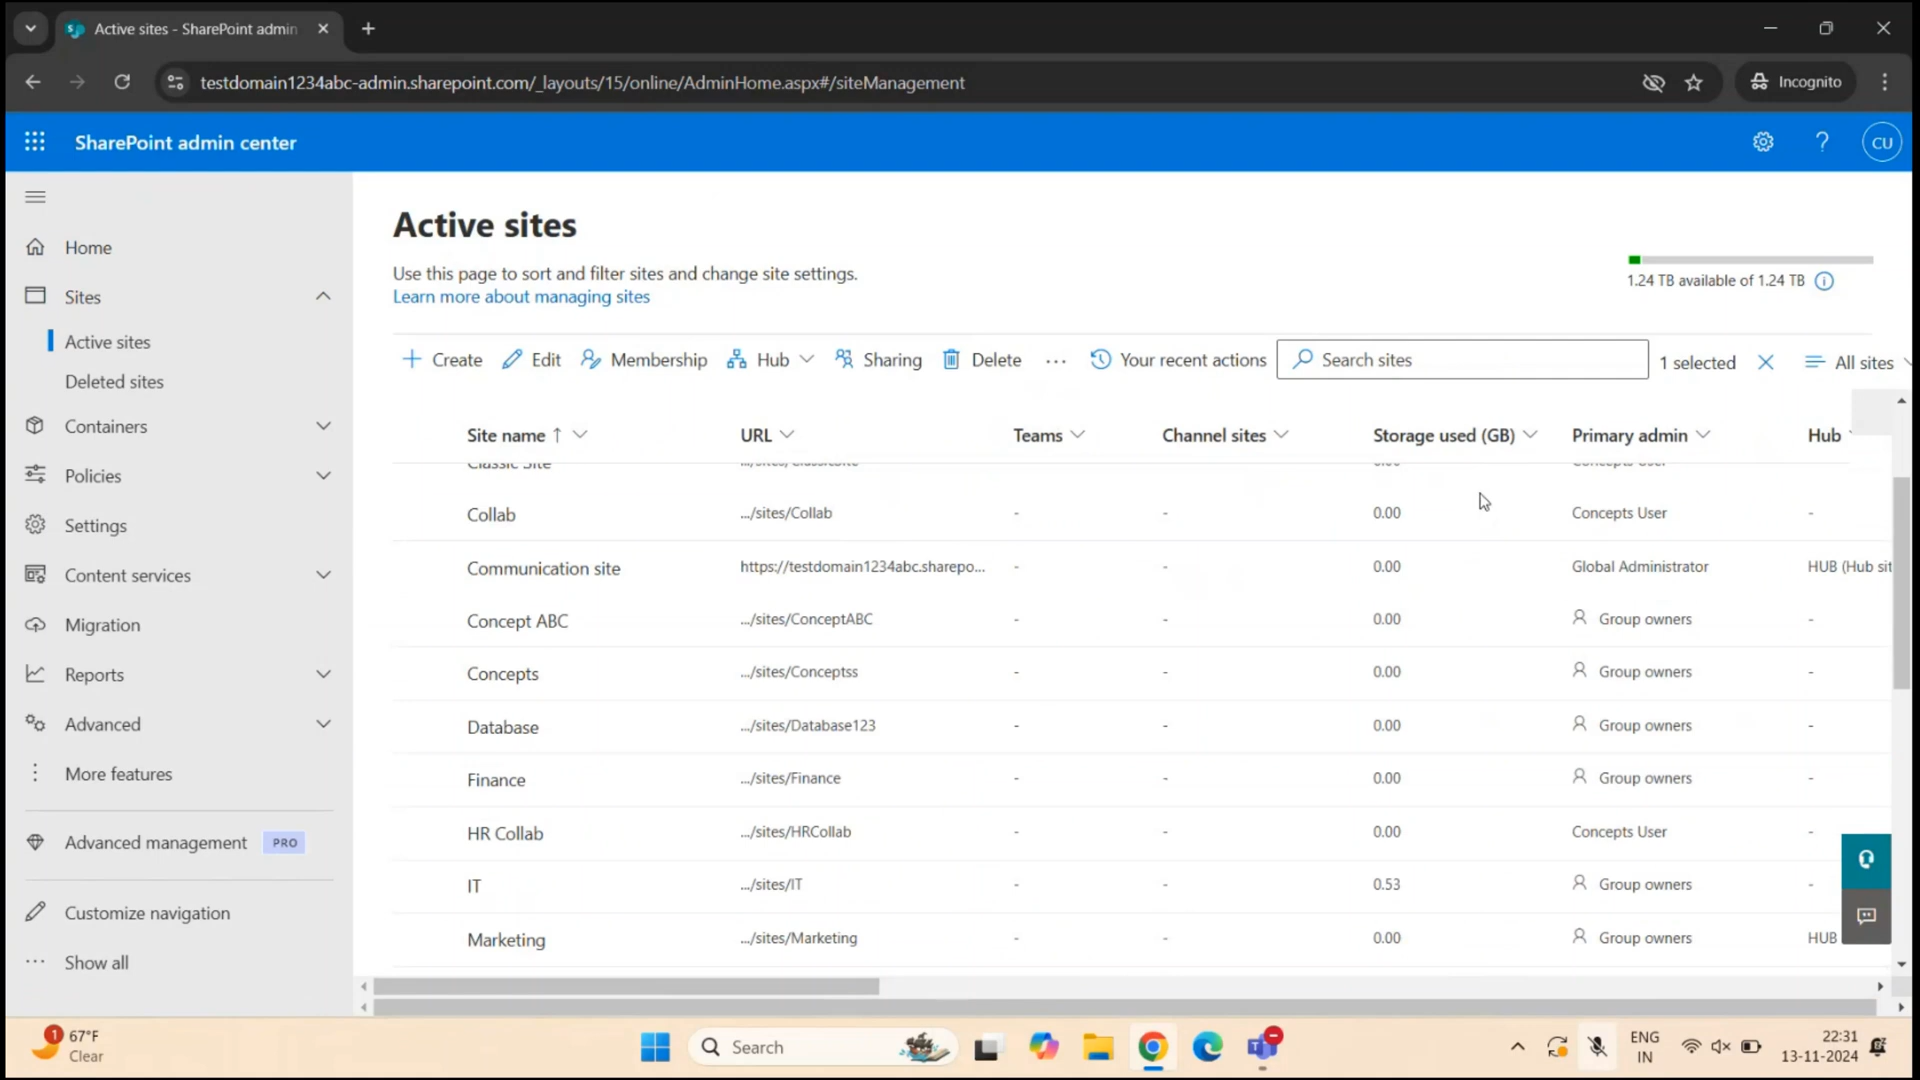 Active sites - SharePoint admin
testdomain1234abc-admin.sharepoint.com/_layouts/15/online/AdminHome.aspx#/siteManagement
Incognito
SharePoint admin center
CU
Home
Sites
Active sites
Deleted sites
Containers
Policies
Settings
Content services
Migration
Reports
Advanced
More features
Advanced management PRO
Customize navigation
Show all
Active sites
Use this page to sort and filter sites and change site settings.
Learn more about managing sites
1.24 TB available of 1.24 TB
Create Edit Membership Hub Sharing Delete ... Your recent actions Search sites 1 selected All sites
Site name ↑ URL Teams Channel sites Storage used (GB) Primary admin Hub
Classic Site .../sites/ClassicSite 0.00 Concepts User
Collab .../sites/Collab - - 0.00 Concepts User -
Communication site https://testdomain1234abc.sharepo... - - 0.00 Global Administrator HUB (Hub sit
Concept ABC .../sites/ConceptABC - - 0.00 Group owners -
Concepts .../sites/Conceptss - - 0.00 Group owners -
Database .../sites/Database123 - - 0.00 Group owners -
Finance .../sites/Finance - - 0.00 Group owners -
HR Collab .../sites/HRCollab - - 0.00 Concepts User -
IT .../sites/IT - - 0.53 Group owners -
Marketing .../sites/Marketing - - 0.00 Group owners HUB
1
67°F
Clear
Search
ENG
IN
22:31
13-11-2024